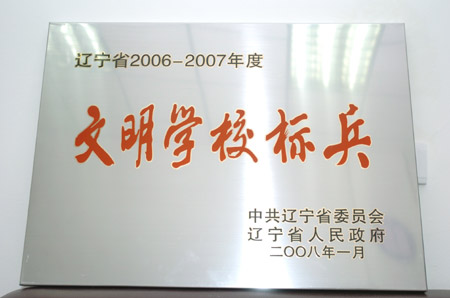 辽宁省2006-2007年度
文明学校标兵
中共辽宁省委员会
辽宁省人民政府
二〇〇八年一月